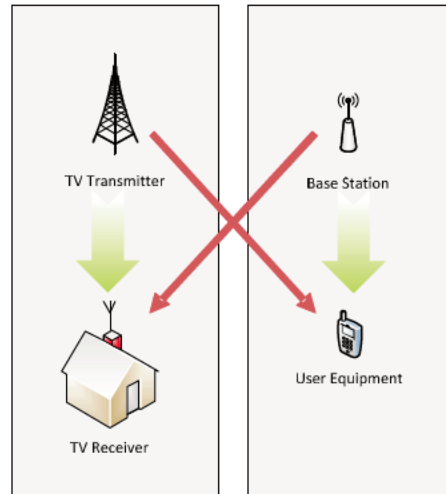 TV Transmitter
Base Station
User Equipment
TV Receiver